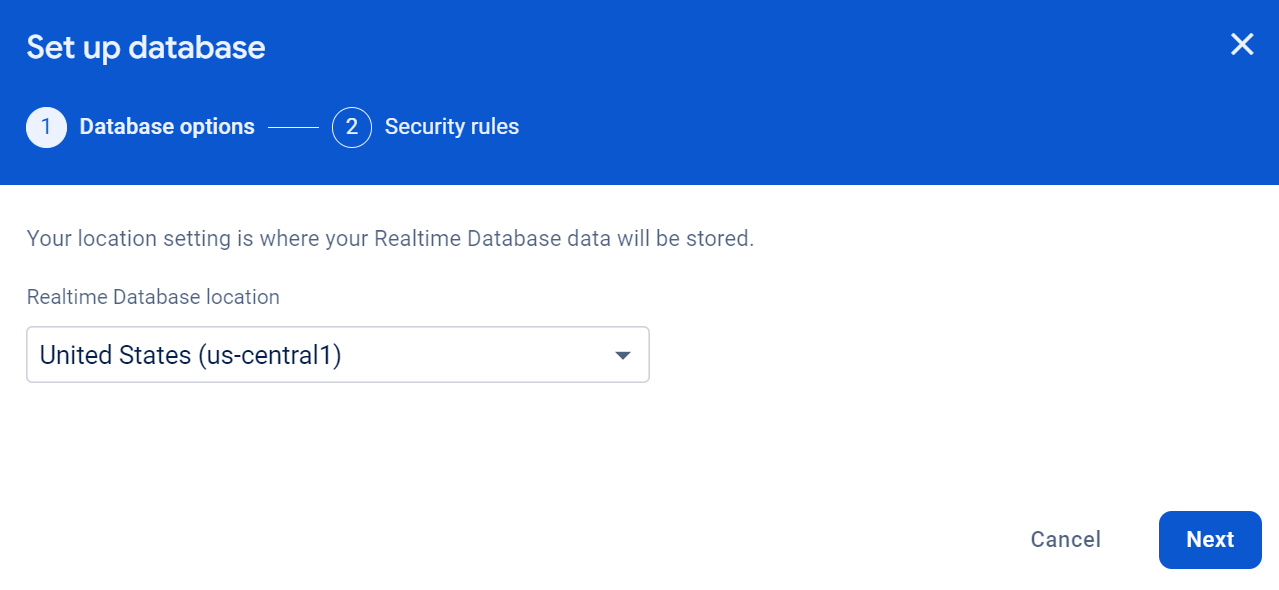 Set up database
1 Database options 2 Security rules
Your location setting is where your Realtime Database data will be stored.
Realtime Database location
United States (us-central1)
Cancel Next